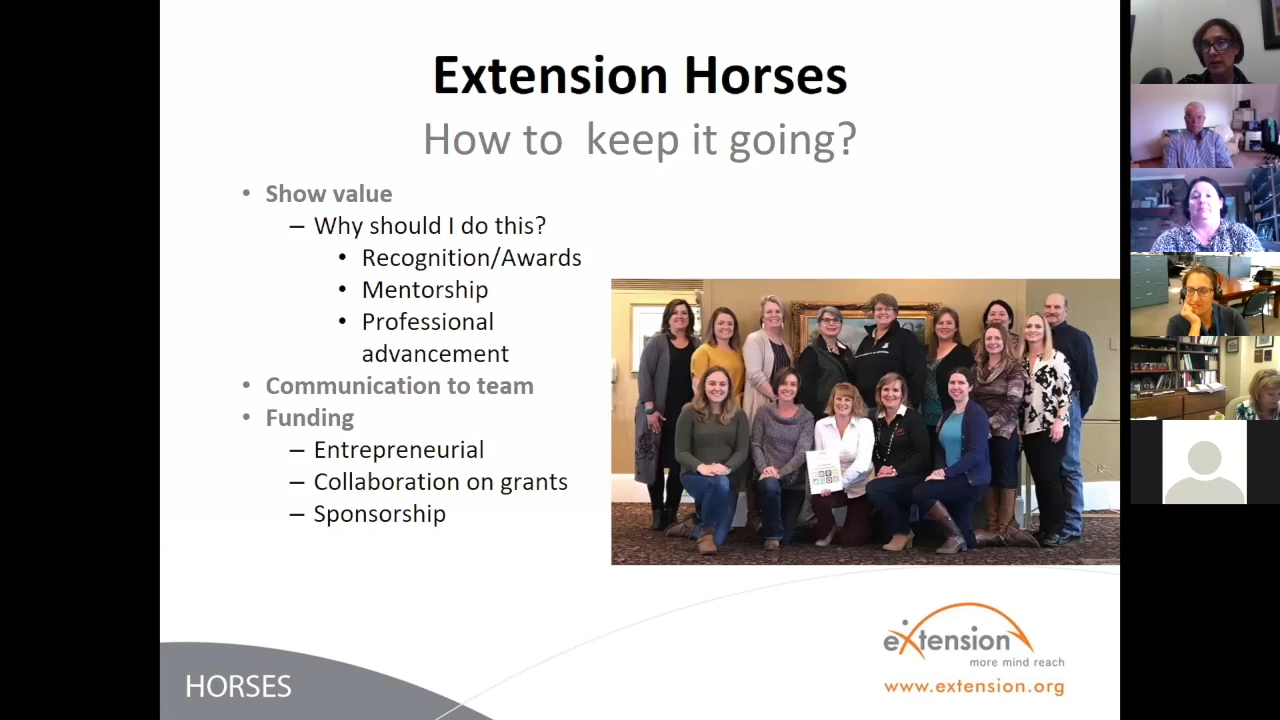 Extension Horses
How to keep it going?
• Show value
– Why should I do this?
• Recognition/Awards
• Mentorship
• Professional
advancement
• Communication to team
• Funding
– Entrepreneurial
– Collaboration on grants
– Sponsorship
eXtension
more mind reach
www.extension.org
HORSES